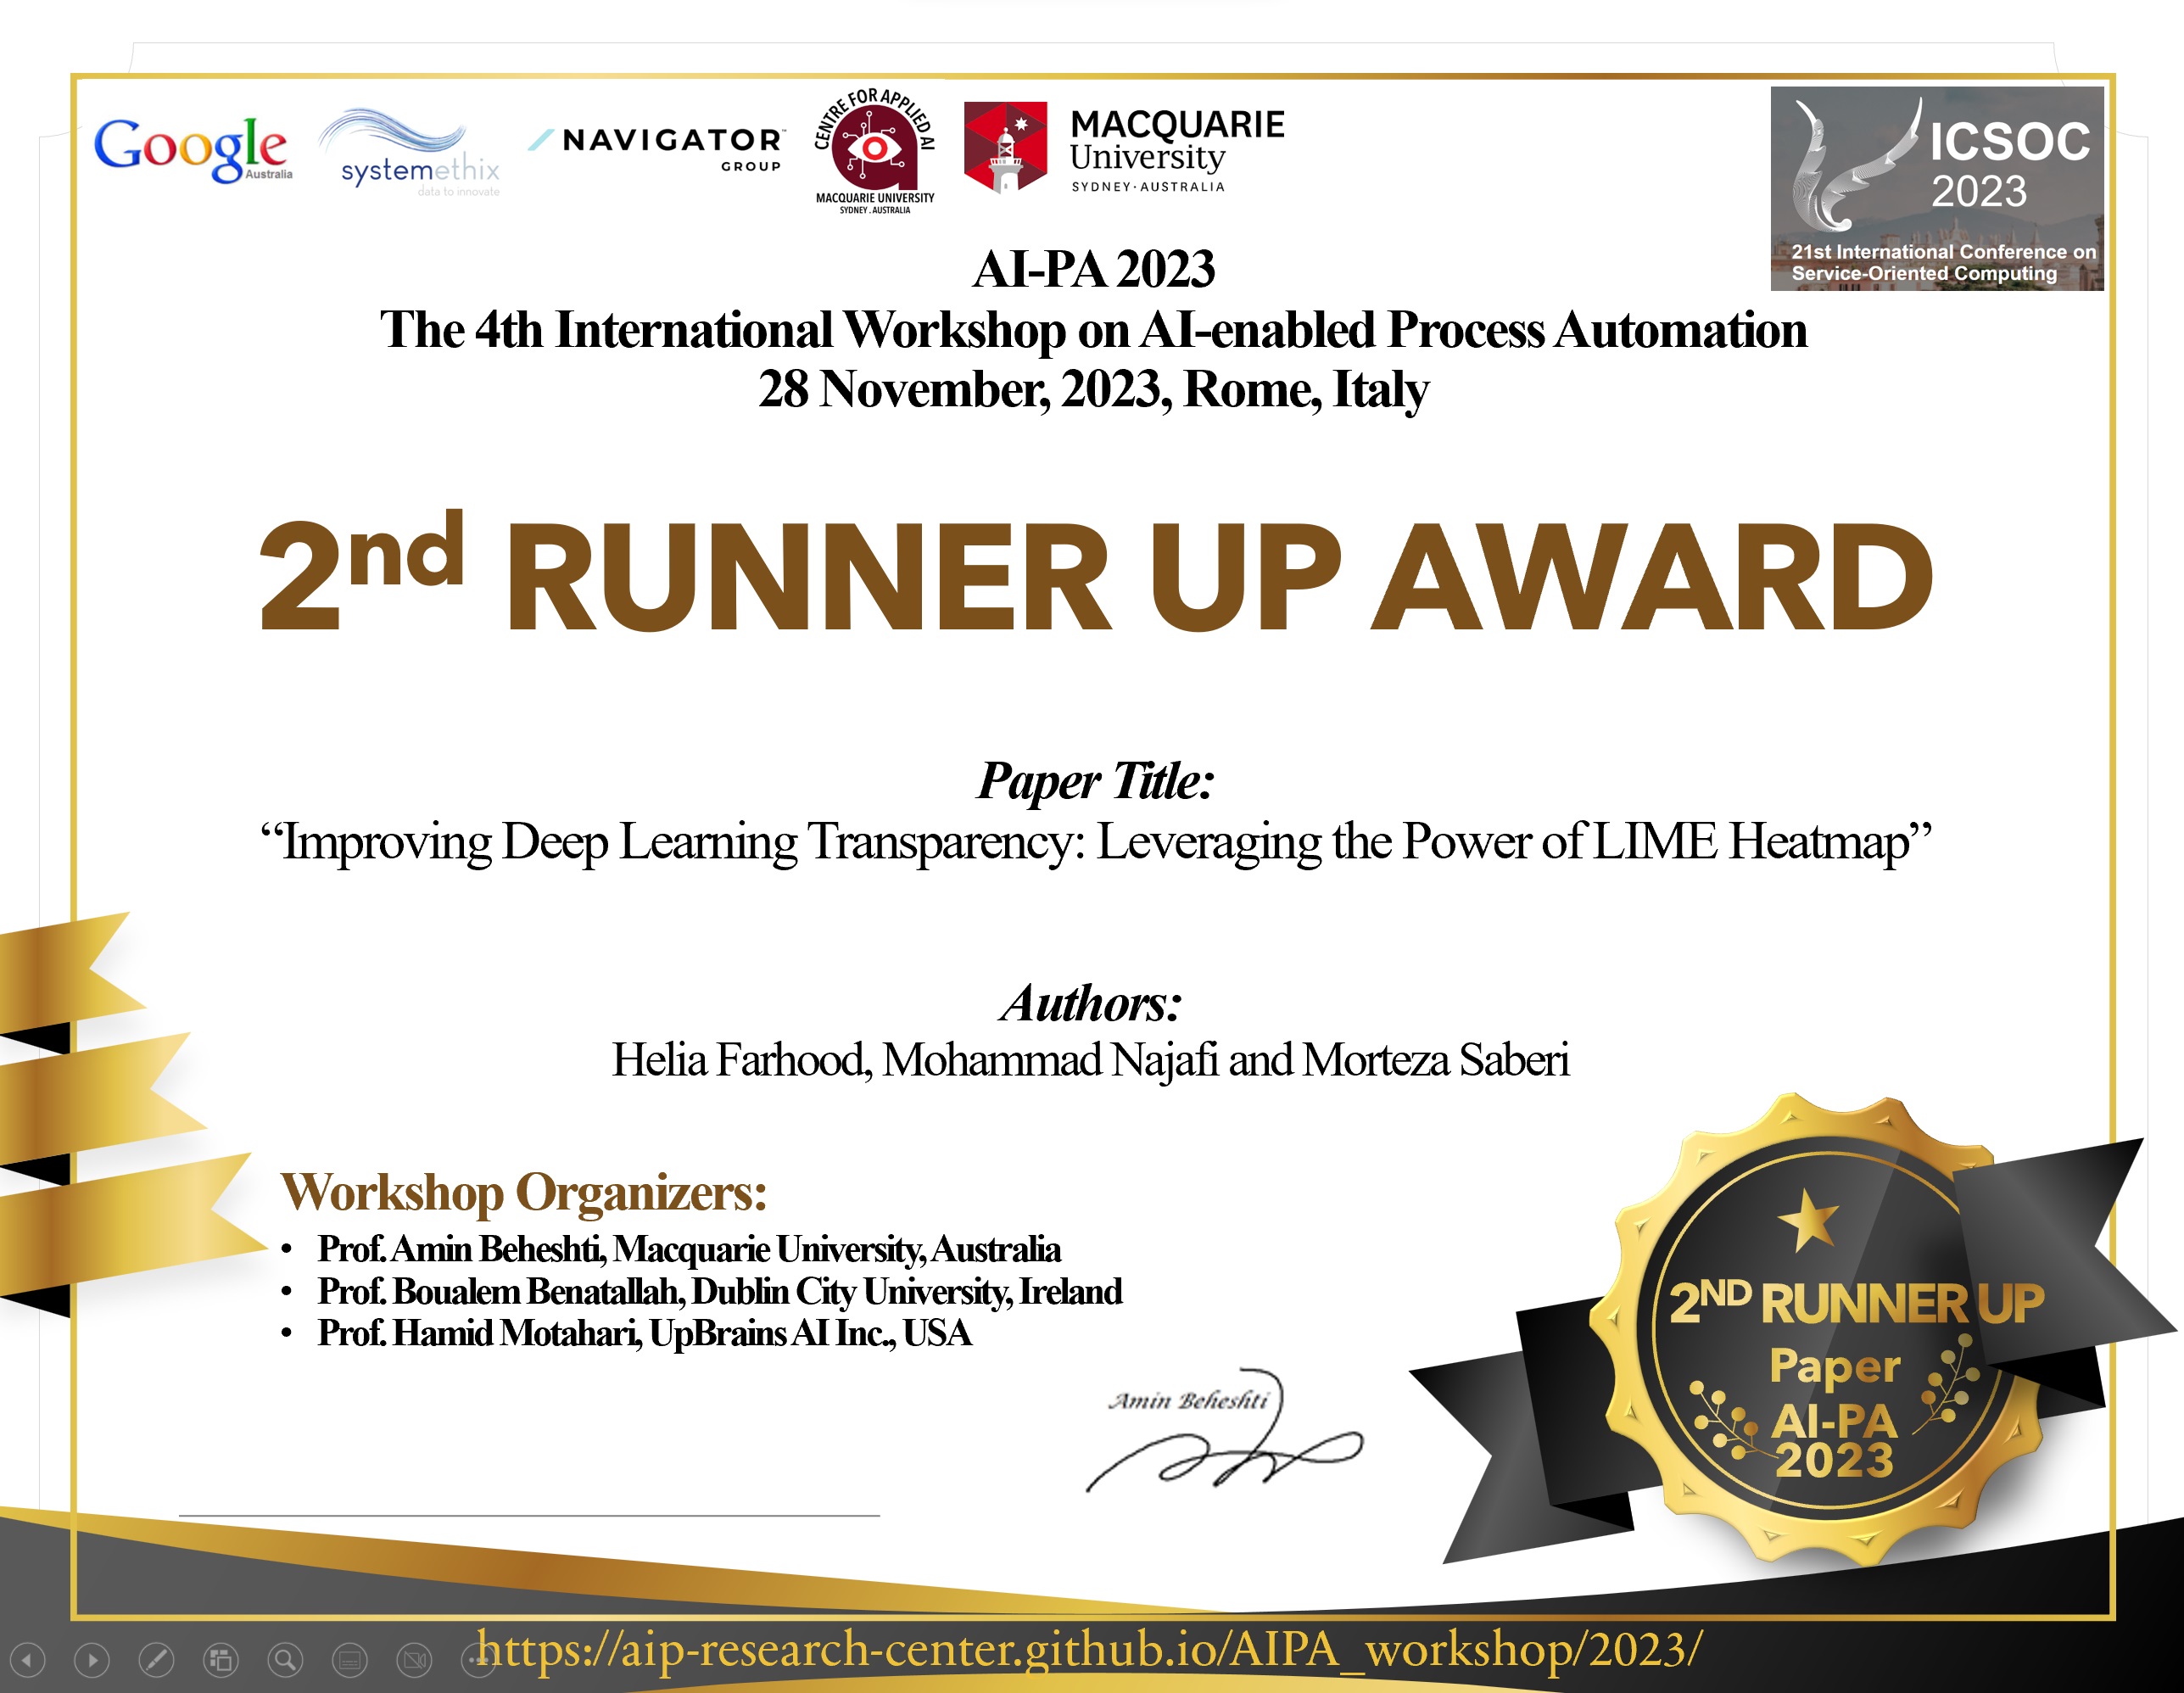 Google
Australia
systemethix
data to innovate
NAVIGATOR™
GROUP
CENTRE FOR APPLIED AI
MACQUARIE UNIVERSITY
SYDNEY . AUSTRALIA
MACQUARIE
University
SYDNEY · AUSTRALIA
ICSOC
2023
21st International Conference on
Service-Oriented Computing
AI-PA 2023
The 4th International Workshop on AI-enabled Process Automation
28 November, 2023, Rome, Italy
2nd RUNNER UP AWARD
Paper Title:
“Improving Deep Learning Transparency: Leveraging the Power of LIME Heatmap”
Authors:
Helia Farhood, Mohammad Najafi and Morteza Saberi
Workshop Organizers:
• Prof. Amin Beheshti, Macquarie University, Australia
• Prof. Boualem Benatallah, Dublin City University, Ireland
• Prof. Hamid Motahari, UpBrains AI Inc., USA
Amin Beheshti
2ND RUNNER UP
Paper
AI-PA
2023
https://aip-research-center.github.io/AIPA_workshop/2023/